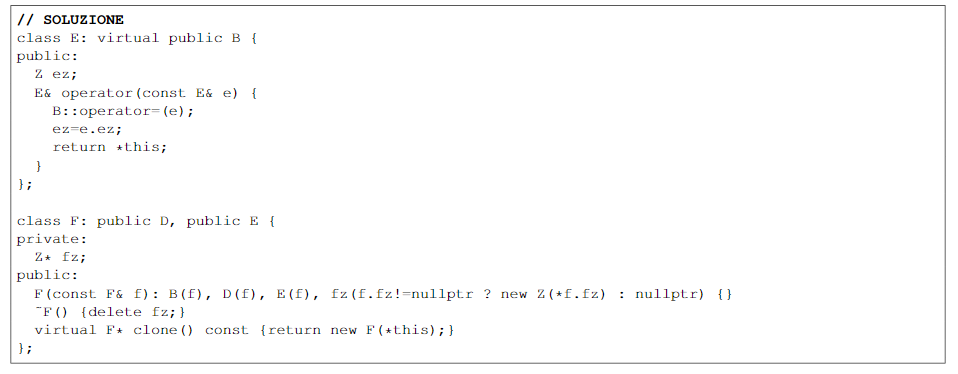 // SOLUZIONE
class E: virtual public B {
public:
  Z ez;
  E& operator(const E& e) {
    B::operator=(e);
    ez=e.ez;
    return *this;
  }
};

class F: public D, public E {
private:
  Z* fz;
public:
  F(const F& f): B(f), D(f), E(f), fz(f.fz!=nullptr ? new Z(*f.fz) : nullptr) {}
  ~F() {delete fz;}
  virtual F* clone() const {return new F(*this);}
};